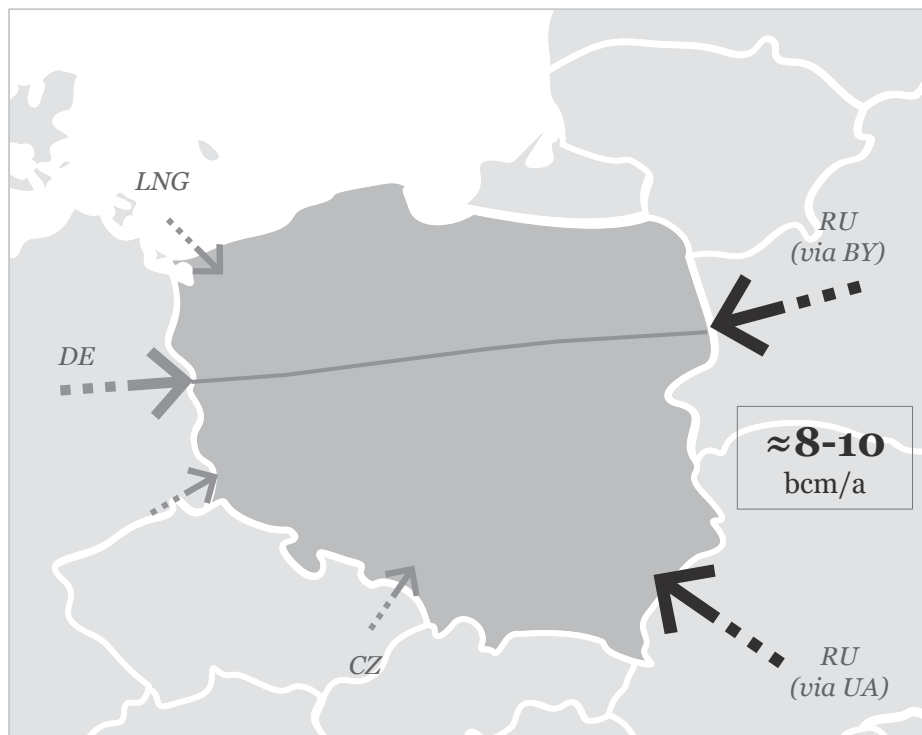 LNG
RU
(via BY)
DE
≈8-10
bcm/a
CZ
RU
(via UA)